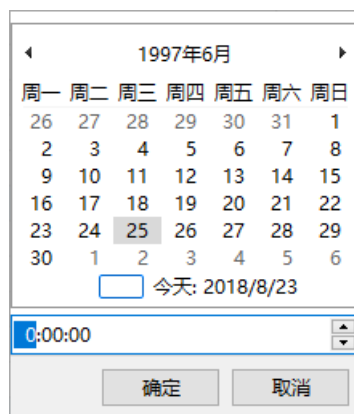 1997年6月
周一 周二 周三 周四 周五 周六 周日
26 27 28 29 30 31 1
2 3 4 5 6 7 8
9 10 11 12 13 14 15
16 17 18 19 20 21 22
23 24 25 26 27 28 29
30 1 2 3 4 5 6
今天: 2018/8/23
0:00:00
确定 取消